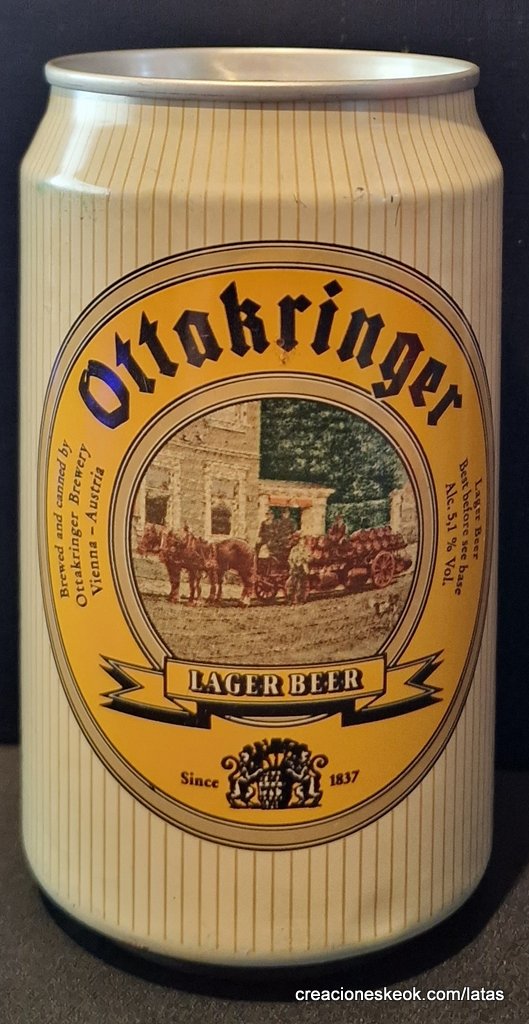 Ottakringer
Brewed and canned by
Ottakringer Brewery
Vienna – Austria
Lager Beer
Best before see base
Alc. 5,1 % Vol.
LAGER BEER
Since 1837
creacioneskeok.com/latas